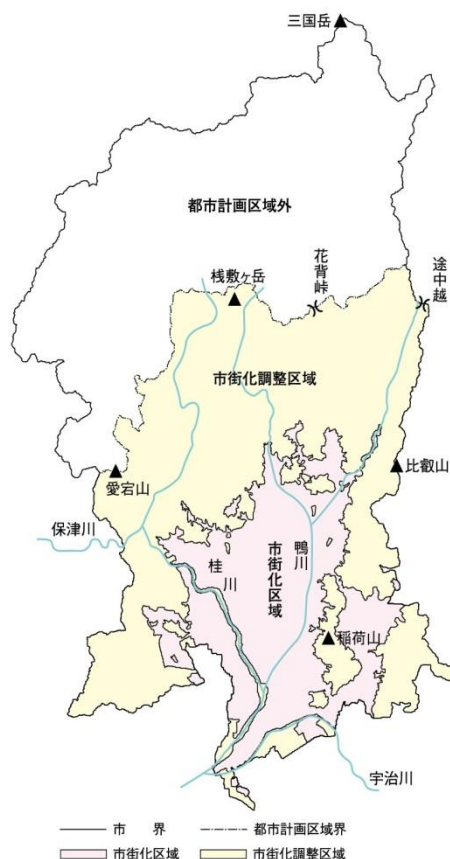 三国岳
都市計画区域外
花背峠
途中越
桟敷ヶ岳
市街化調整区域
比叡山
愛宕山
保津川
桂川
市街化区域
鴨川
稲荷山
宇治川
市　界
都市計画区域界
市街化区域
市街化調整区域